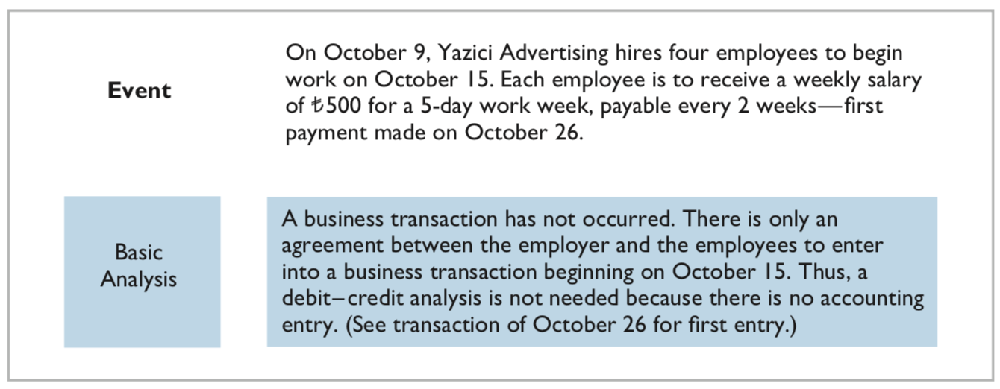 On October 9, Yazici Advertising hires four employees to begin
work on October 15. Each employee is to receive a weekly salary
Event
of ₺500 for a 5-day work week, payable every 2 weeks—first
payment made on October 26.
A business transaction has not occurred. There is only an
agreement between the employer and the employees to enter
Basic
Analysis
into a business transaction beginning on October 15. Thus, a
debit–credit analysis is not needed because there is no accounting
entry. (See transaction of October 26 for first entry.)